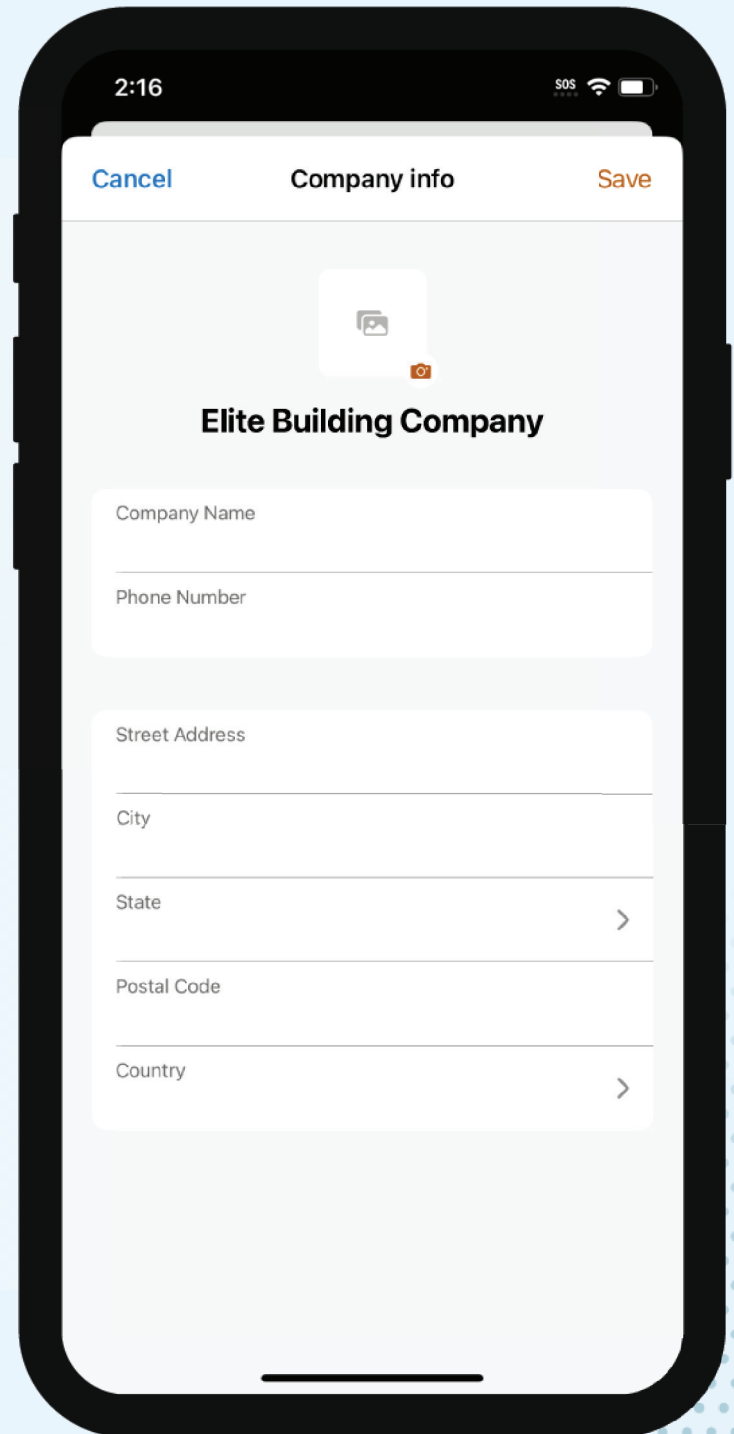 2:16 SOS
Cancel Company info Save
Elite Building Company
Company Name
Phone Number
Street Address
City
State
Postal Code
Country